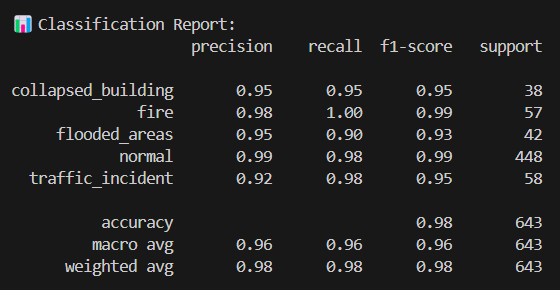 📊 Classification Report:
precision recall f1-score support
collapsed_building 0.95 0.95 0.95 38
fire 0.98 1.00 0.99 57
flooded_areas 0.95 0.90 0.93 42
normal 0.99 0.98 0.99 448
traffic_incident 0.92 0.98 0.95 58
accuracy 0.98 643
macro avg 0.96 0.96 0.96 643
weighted avg 0.98 0.98 0.98 643